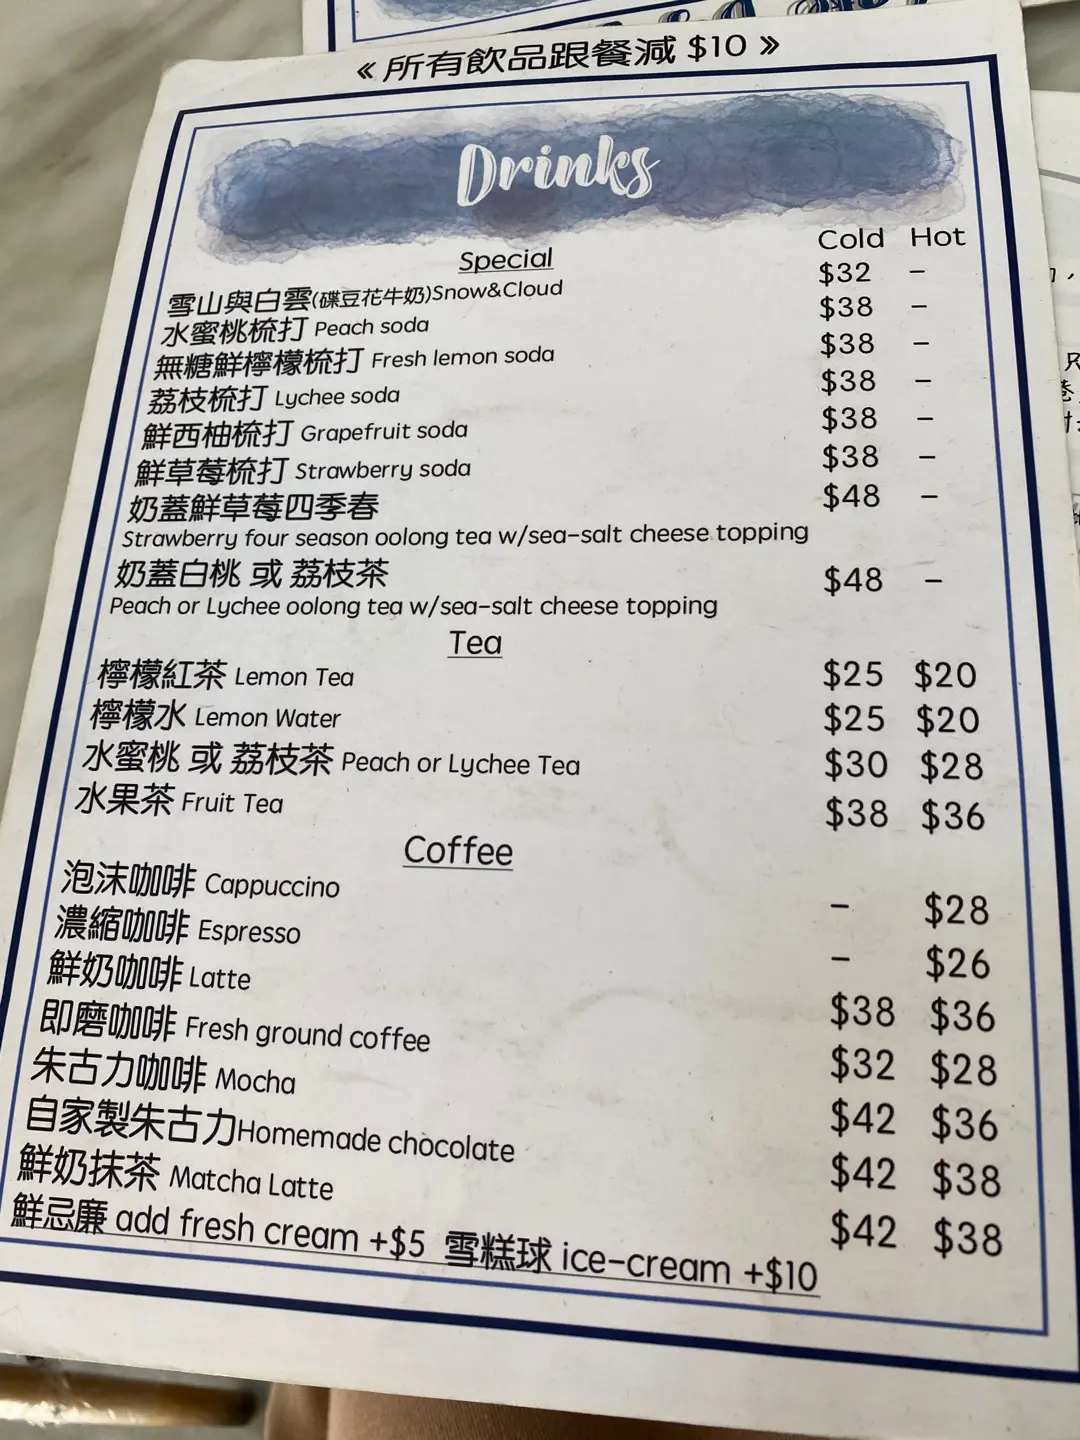 « 所有飲品跟餐減 $10 »
Drinks
Cold Hot
Special
雪山與白雲(碟豆花牛奶)Snow&Cloud $32 –
水蜜桃梳打 Peach soda $38 –
無糖鮮檸檬梳打 Fresh lemon soda $38 –
荔枝梳打 Lychee soda $38 –
鮮西柚梳打 Grapefruit soda $38 –
鮮草莓梳打 Strawberry soda $38 –
奶蓋鮮草莓四季春 $48 –
Strawberry four season oolong tea w/sea-salt cheese topping
奶蓋白桃 或 荔枝茶 $48 –
Peach or Lychee oolong tea w/sea-salt cheese topping
Tea
檸檬紅茶 Lemon Tea $25 $20
檸檬水 Lemon Water $25 $20
水蜜桃 或 荔枝茶 Peach or Lychee Tea $30 $28
水果茶 Fruit Tea $38 $36
Coffee
泡沫咖啡 Cappuccino – $28
濃縮咖啡 Espresso – $26
鮮奶咖啡 Latte $38 $36
即磨咖啡 Fresh ground coffee $32 $28
朱古力咖啡 Mocha $42 $36
自家製朱古力Homemade chocolate $42 $38
鮮奶抹茶 Matcha Latte $42 $38
鮮忌廉 add fresh cream +$5 雪糕球 ice-cream +$10